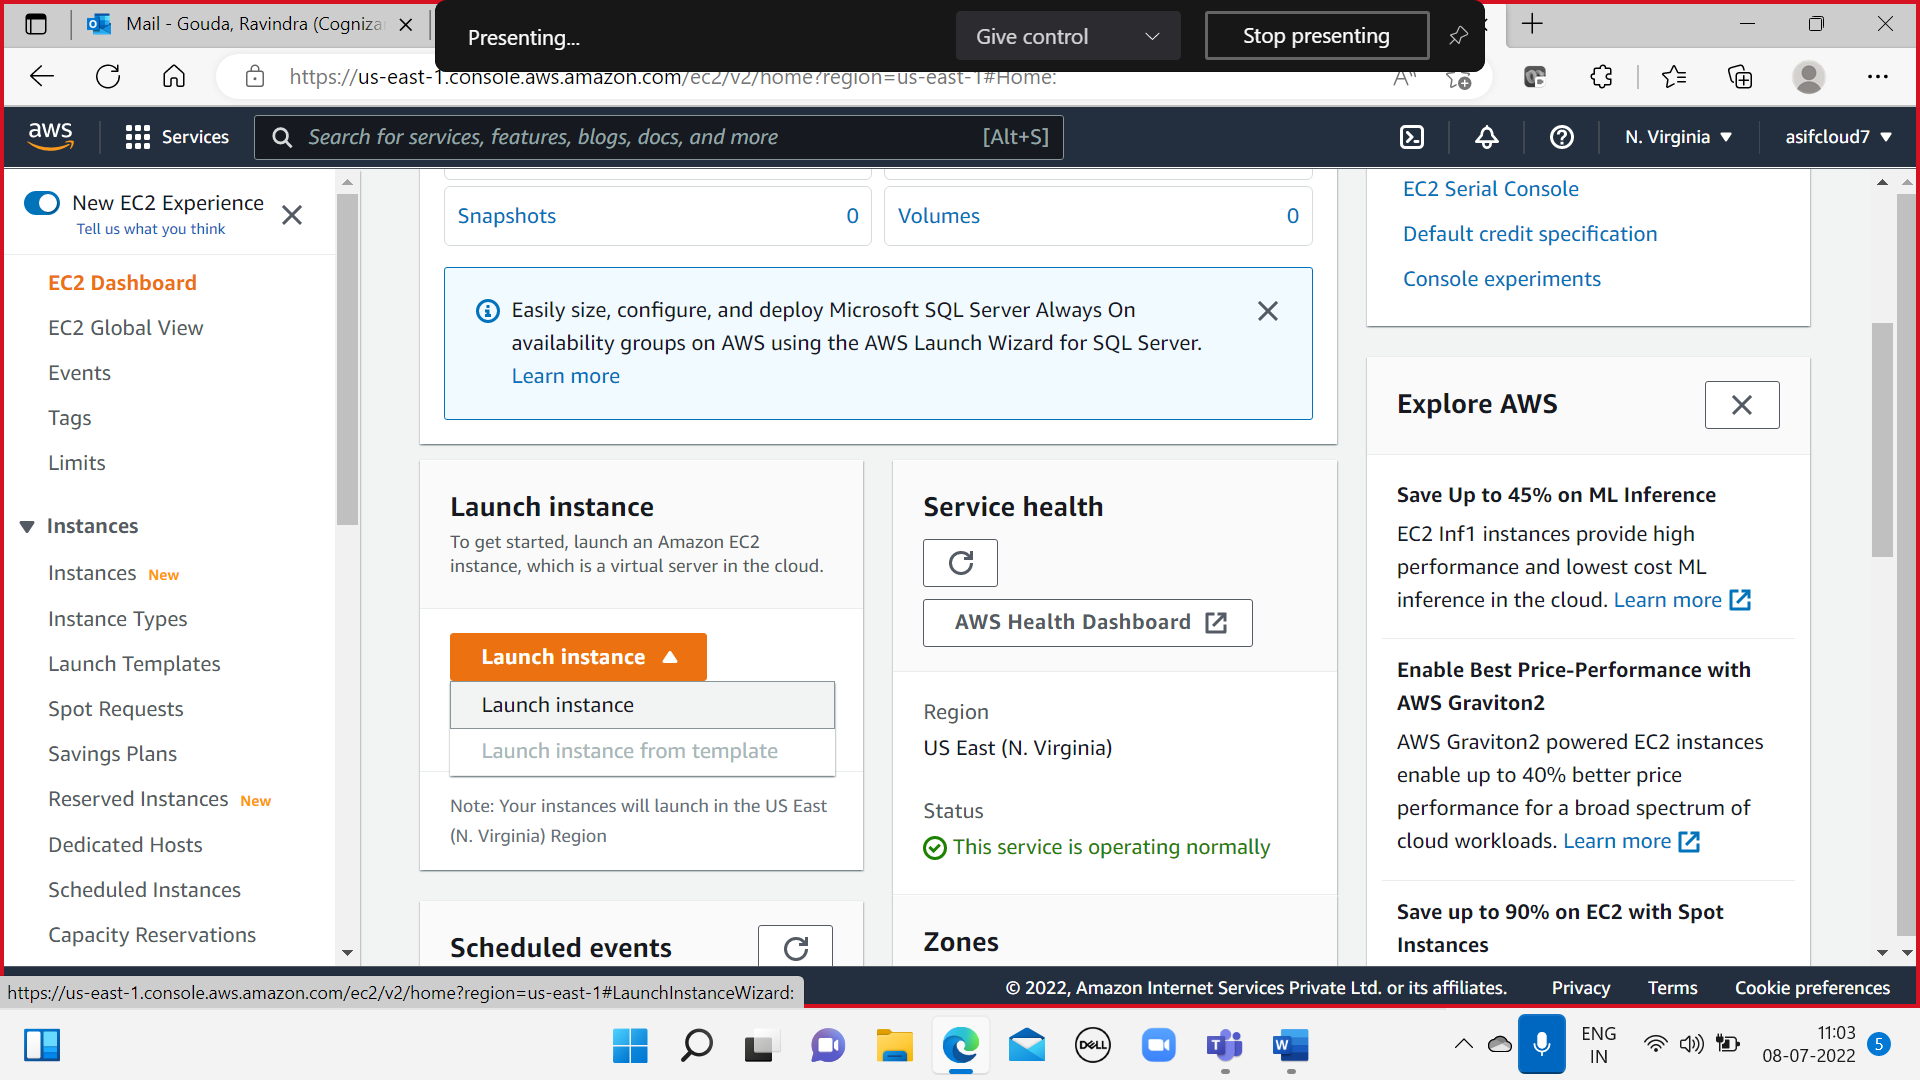 Mail - Gouda, Ravindra (Cogniza
Presenting...
Give control
Stop presenting
https://us-east-1.console.aws.amazon.com/ec2/v2/home?region=us-east-1#Home:
aws
Services
Search for services, features, blogs, docs, and more
[Alt+S]
N. Virginia
asifcloud7
New EC2 Experience
Tell us what you think
EC2 Dashboard
EC2 Global View
Events
Tags
Limits
Instances
Instances New
Instance Types
Launch Templates
Spot Requests
Savings Plans
Reserved Instances New
Dedicated Hosts
Scheduled Instances
Capacity Reservations
Snapshots 0
Volumes 0
Easily size, configure, and deploy Microsoft SQL Server Always On
availability groups on AWS using the AWS Launch Wizard for SQL Server.
Learn more
Launch instance
To get started, launch an Amazon EC2
instance, which is a virtual server in the cloud.
Launch instance
Launch instance
Launch instance from template
Note: Your instances will launch in the US East
(N. Virginia) Region
Scheduled events
Service health
AWS Health Dashboard
Region
US East (N. Virginia)
Status
This service is operating normally
Zones
EC2 Serial Console
Default credit specification
Console experiments
Explore AWS
Save Up to 45% on ML Inference
EC2 Inf1 instances provide high
performance and lowest cost ML
inference in the cloud. Learn more
Enable Best Price-Performance with
AWS Graviton2
AWS Graviton2 powered EC2 instances
enable up to 40% better price
performance for a broad spectrum of
cloud workloads. Learn more
Save up to 90% on EC2 with Spot
Instances
https://us-east-1.console.aws.amazon.com/ec2/v2/home?region=us-east-1#LaunchInstanceWizard:
© 2022, Amazon Internet Services Private Ltd. or its affiliates.
Privacy
Terms
Cookie preferences
DELL
ENG
IN
11:03
08-07-2022
5